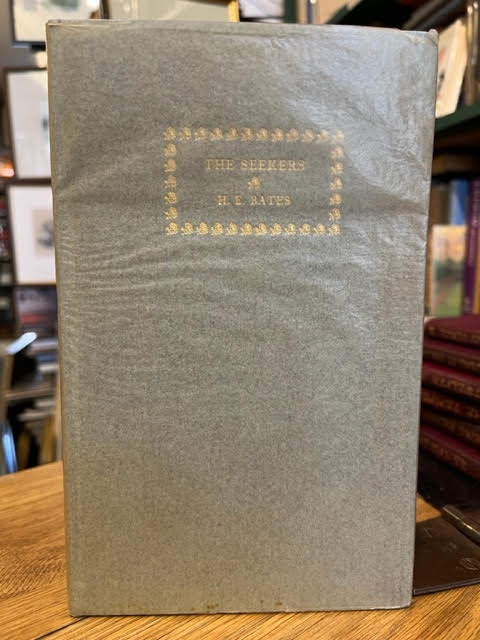 THE SEEKERS
H. E. BATES